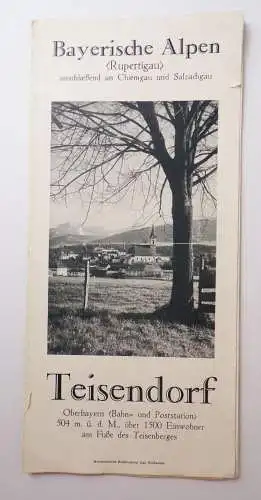 Bayerische Alpen
(Rupertigau)
anschließend an Chiemgau und Salzachgau
Teisendorf
Oberbayern (Bahn- und Poststation)
504 m. ü. d. M., über 1500 Einwohner
am Fuße des Teisenberges